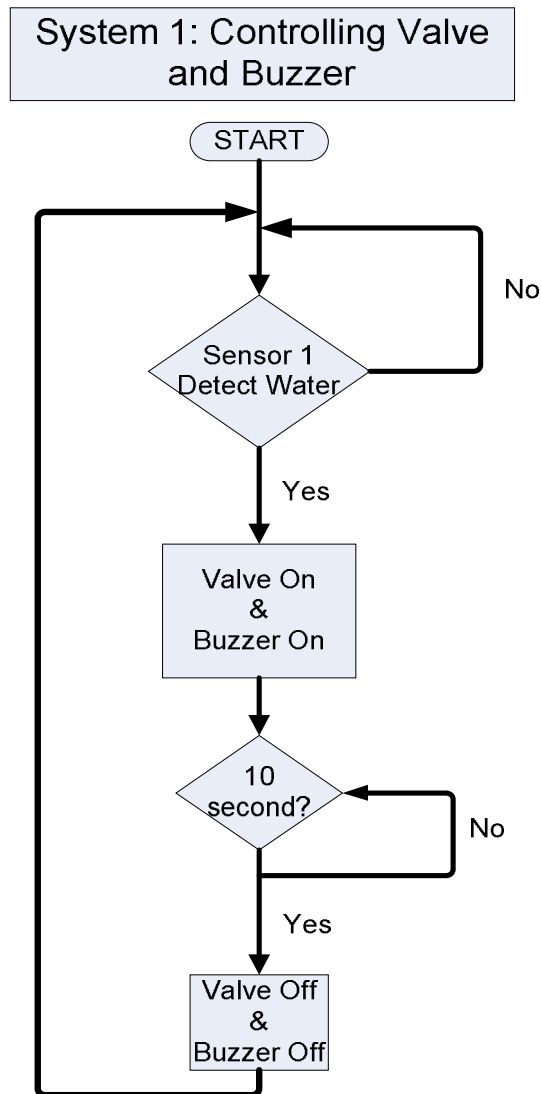 System 1: Controlling Valve
and Buzzer
START
No
Sensor 1
Detect Water
Yes
Valve On
&
Buzzer On
10
second?
No
Yes
Valve Off
&
Buzzer Off